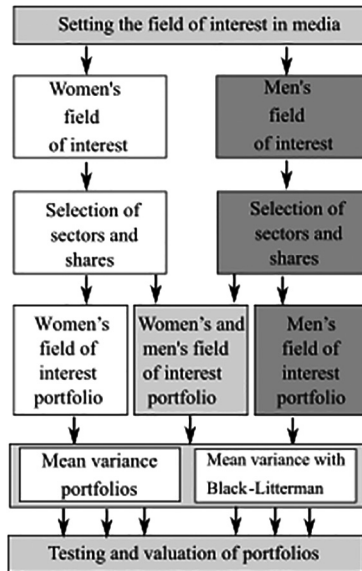 Setting the field of interest in media
Women's
field
of interest
Men's
field
of interest
Selection of
sectors and
shares
Selection of
sectors and
shares
Women's
field of
interest
portfolio
Women's and
men's field
of interest
portfolio
Men's
field of
interest
portfolio
Mean variance
portfolios
Mean variance with
Black-Litterman
Testing and valuation of portfolios